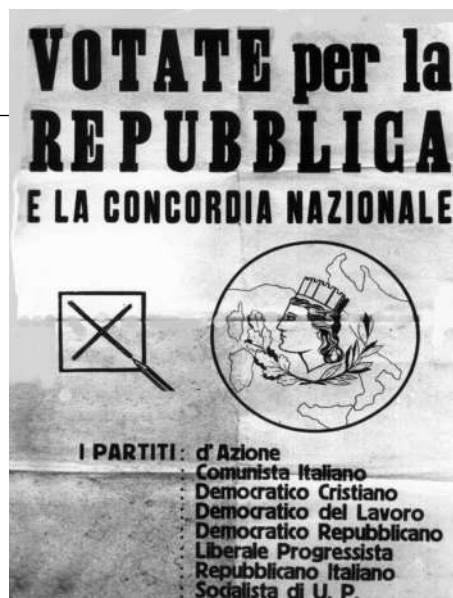 VOTATE per la
REPUBBLICA
E LA CONCORDIA NAZIONALE
I PARTITI: d'Azione
: Comunista Italiano
: Democratico Cristiano
: Democratico del Lavoro
: Democratico Repubblicano
: Liberale Progressista
: Repubblicano Italiano
: Socialista di U. P.